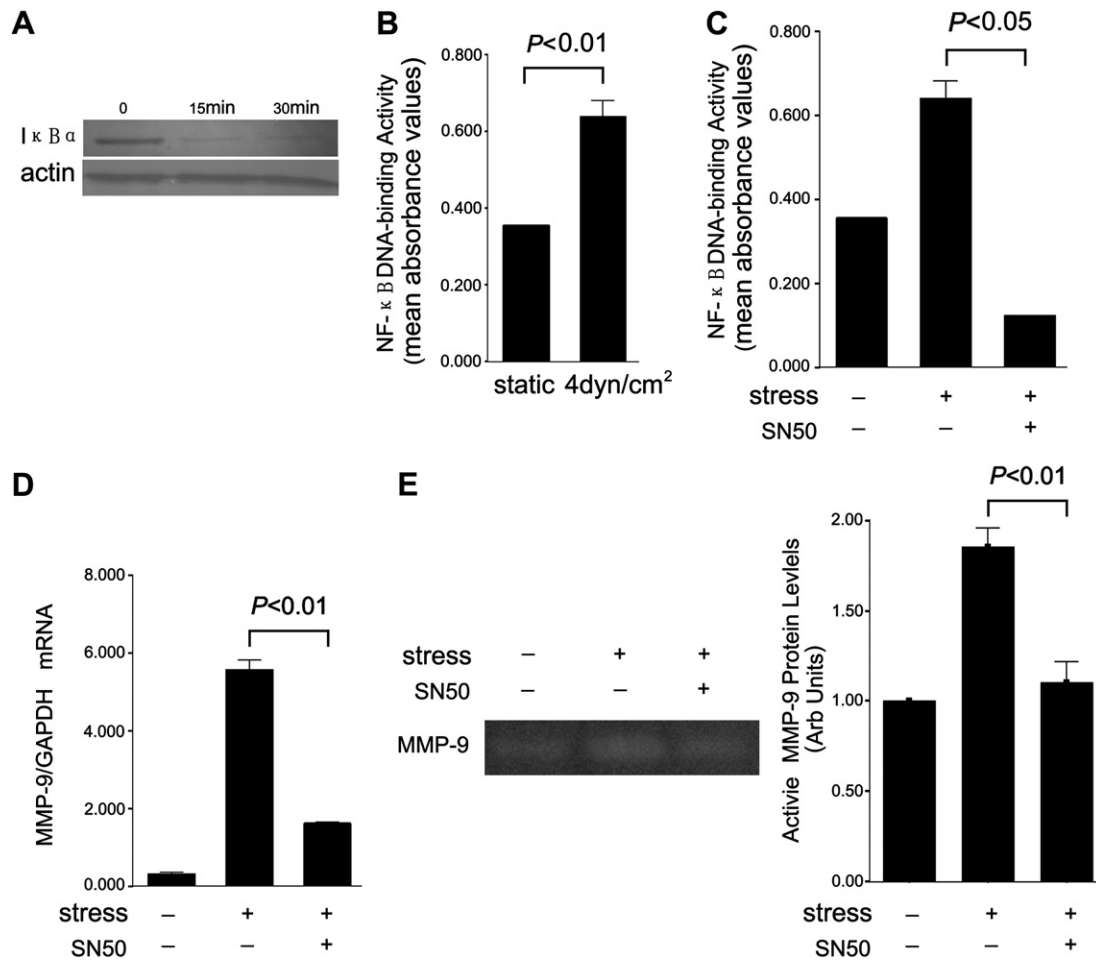 A
0 15min 30min
IκBα
actin
B
P<0.01
NF-κBDNA-binding Activity
(mean absorbance values)
0.800
0.600
0.400
0.200
0.000
static 4dyn/cm²
C
P<0.05
NF-κBDNA-binding Activity
(mean absorbance values)
0.800
0.600
0.400
0.200
0.000
stress – + +
SN50 – – +
D
P<0.01
MMP-9/GAPDH mRNA
8.000
6.000
4.000
2.000
0.000
stress – + +
SN50 – – +
E
stress – + +
SN50 – – +
MMP-9
P<0.01
Activie MMP-9 Protein Levlels
(Arb Units)
2.00
1.50
1.00
0.50
0.00
stress – + +
SN50 – – +